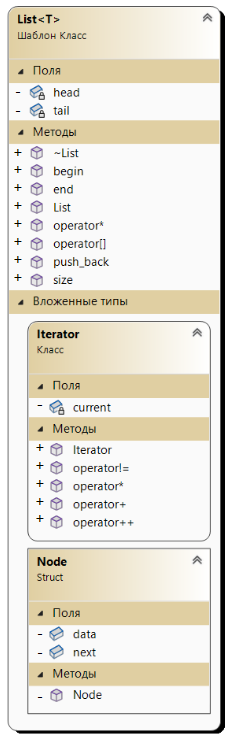 List<T>
Шаблон Класс
Поля
- head
- tail
Методы
+ ~List
+ begin
+ end
+ List
+ operator*
+ operator[]
+ push_back
+ size
Вложенные типы
Iterator
Класс
Поля
- current
Методы
+ Iterator
+ operator!=
+ operator*
+ operator+
+ operator++
Node
Struct
Поля
- data
- next
Методы
- Node